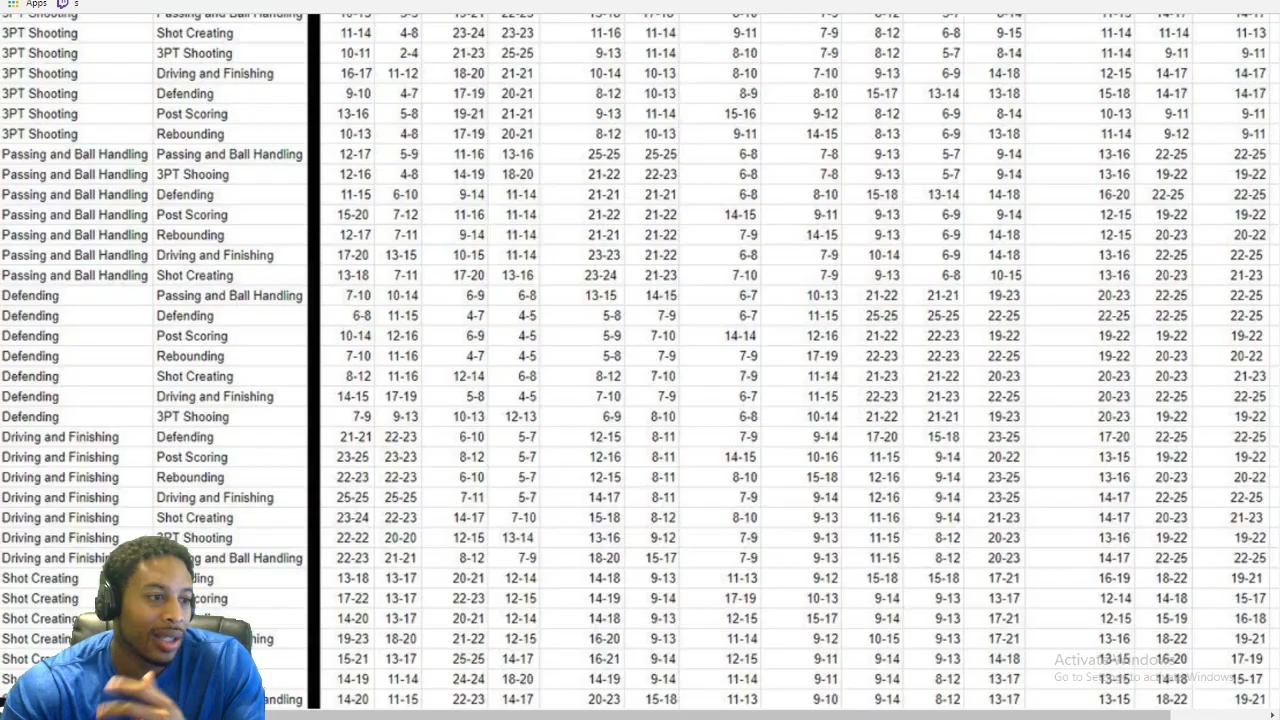 Apps s
3PT Shooting Shot Creating 11-14 4-8 23-24 23-23 11-16 11-14 9-11 7-9 8-12 6-8 9-15 11-14 11-14 11-13
3PT Shooting 3PT Shooting 10-11 2-4 21-23 25-25 9-13 11-14 8-10 7-9 8-12 5-7 8-14 11-14 9-11 9-11
3PT Shooting Driving and Finishing 16-17 11-12 18-20 21-21 10-14 10-13 8-10 7-10 9-13 6-9 14-18 12-15 14-17 14-17
3PT Shooting Defending 9-10 4-7 17-19 20-21 8-12 10-13 8-9 8-10 15-17 13-14 13-18 15-18 14-17 14-17
3PT Shooting Post Scoring 13-16 5-8 19-21 21-21 9-13 11-14 15-16 9-12 8-12 6-9 8-14 10-13 9-11 9-11
3PT Shooting Rebounding 10-13 4-8 17-19 20-21 8-12 10-13 9-11 14-15 8-13 6-9 13-18 11-14 9-12 9-11
Passing and Ball Handling Passing and Ball Handling 12-17 5-9 11-16 13-16 25-25 25-25 6-8 7-8 9-13 5-7 9-14 13-16 22-25 22-25
Passing and Ball Handling 3PT Shooing 12-16 4-8 14-19 18-20 21-22 22-23 6-8 7-8 9-13 5-7 9-14 13-16 19-22 19-22
Passing and Ball Handling Defending 11-15 6-10 9-14 11-14 21-21 21-21 6-8 8-10 15-18 13-14 14-18 16-20 22-25 22-25
Passing and Ball Handling Post Scoring 15-20 7-12 11-16 11-14 21-22 21-22 14-15 9-11 9-13 6-9 9-14 12-15 19-22 19-22
Passing and Ball Handling Rebounding 12-17 7-11 9-14 11-14 21-21 21-22 7-9 14-15 9-13 6-9 14-18 12-15 20-23 20-22
Passing and Ball Handling Driving and Finishing 17-20 13-15 10-15 11-14 23-23 21-22 6-8 7-9 10-14 6-9 14-18 13-16 22-25 22-25
Passing and Ball Handling Shot Creating 13-18 7-11 17-20 13-16 23-24 21-23 7-10 7-9 9-13 6-8 10-15 13-16 20-23 21-23
Defending Passing and Ball Handling 7-10 10-14 6-9 6-8 13-15 14-15 6-7 10-13 21-22 21-21 19-23 20-23 22-25 22-25
Defending Defending 6-8 11-15 4-7 4-5 5-8 7-9 6-7 11-15 25-25 25-25 22-25 22-25 22-25 22-25
Defending Post Scoring 10-14 12-16 6-9 4-5 5-9 7-10 14-14 12-16 21-22 22-23 19-22 19-22 19-22 19-22
Defending Rebounding 7-10 11-16 4-7 4-5 5-8 7-9 7-9 17-19 22-23 22-23 22-25 19-22 20-23 20-22
Defending Shot Creating 8-12 11-16 12-14 6-8 8-12 7-10 7-9 11-14 21-23 21-22 20-23 20-23 20-23 21-23
Defending Driving and Finishing 14-15 17-19 5-8 4-5 7-10 7-9 6-7 11-15 22-23 21-23 22-25 20-23 22-25 22-25
Defending 3PT Shooing 7-9 9-13 10-13 12-13 6-9 8-10 6-8 10-14 21-22 21-21 19-23 20-23 19-22 19-22
Driving and Finishing Defending 21-21 22-23 6-10 5-7 12-15 8-11 7-9 9-14 17-20 15-18 23-25 17-20 22-25 22-25
Driving and Finishing Post Scoring 23-25 23-23 8-12 5-7 12-16 8-11 14-15 10-16 11-15 9-14 20-22 13-15 19-22 19-22
Driving and Finishing Rebounding 22-23 22-23 6-10 5-7 12-15 8-11 8-10 15-18 12-16 9-14 23-25 13-16 20-23 20-22
Driving and Finishing Driving and Finishing 25-25 25-25 7-11 5-7 14-17 8-11 7-9 9-14 12-16 9-14 23-25 14-17 22-25 22-25
Driving and Finishing Shot Creating 23-24 22-23 14-17 7-10 15-18 8-12 8-10 9-13 11-16 9-14 21-23 14-17 20-23 21-23
Driving and Finishing Shooting 22-22 20-20 12-15 13-14 13-16 9-12 7-9 9-13 11-15 8-12 20-23 13-16 19-22 19-22
Driving and and Ball Handling 22-23 21-21 8-12 7-9 18-20 15-17 7-9 9-13 11-15 8-12 20-23 14-17 22-25 22-25
Shot Creating 13-18 13-17 20-21 12-14 14-18 9-13 11-13 9-12 15-18 15-18 17-21 16-19 18-22 19-21
Shot Creating 17-22 13-17 22-23 12-15 14-19 9-14 17-19 10-13 9-14 9-13 13-17 12-14 14-18 15-17
Shot 14-20 13-17 20-21 12-14 14-18 9-13 12-15 15-17 9-14 9-13 17-21 12-15 15-19 16-18
Shot 19-23 18-20 21-22 12-15 16-20 9-13 11-14 9-12 10-15 9-13 17-21 13-16 18-22 19-21
Shot 15-21 13-17 25-25 14-17 16-21 9-14 12-15 9-11 9-14 9-13 14-18 13-15 16-20 17-19
14-19 11-14 24-24 18-20 14-19 9-14 11-14 9-11 9-14 8-12 13-17 13-15 14-18 15-17
Handling 14-20 11-15 22-23 14-17 20-23 15-18 11-13 9-10 9-14 8-12 13-17 13-15 18-22 19-21
Activate Windows
Go to Settings to activate Windows.